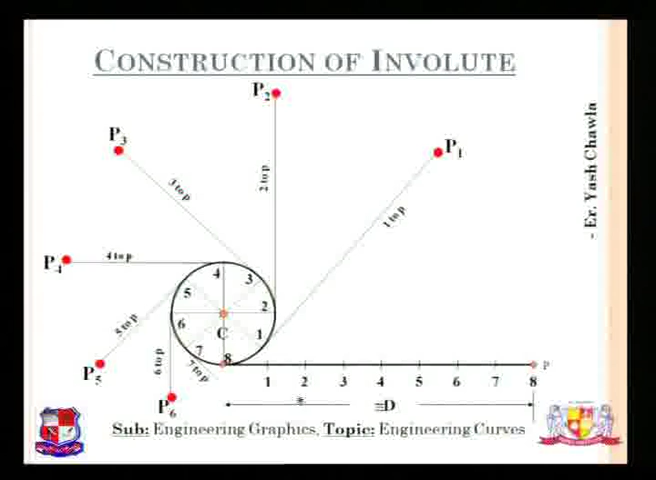 CONSTRUCTION OF INVOLUTE
P2
P3
P1
3 to p
2 to p
1 to p
P4
4 to p
4
3
5
2
6
C
1
5 to p
7
8
P
6 to p
7 to p
P5
P6
1 2 3 4 5 6 7 8
D
Sub: Engineering Graphics, Topic: Engineering Curves
- Er. Yash Chawla